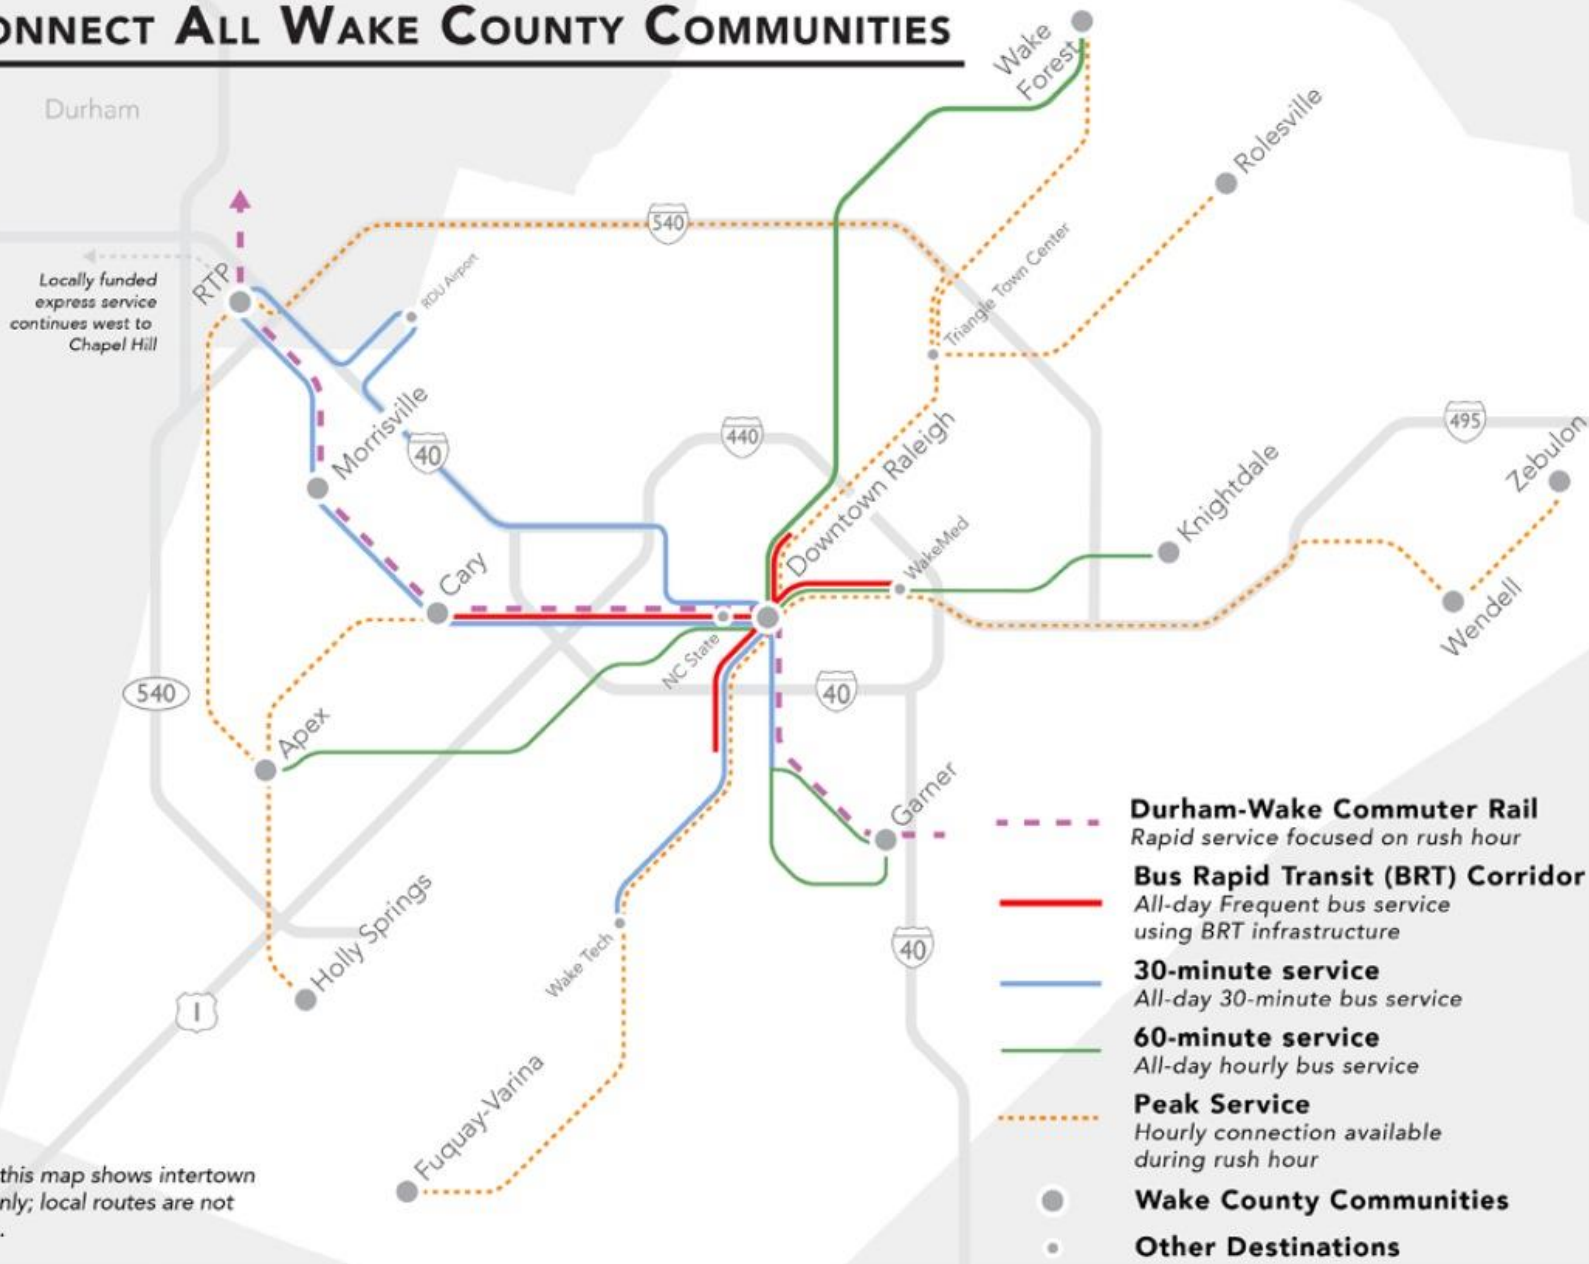 ONNECT ALL WAKE COUNTY COMMUNITIES
Durham
Wake
Forest
Rolesville
540
Triangle Town Center
RTP
RDU Airport
Locally funded
express service
continues west to
Chapel Hill
Morrisville
40
440
Downtown Raleigh
495
Zebulon
Knightdale
WakeMed
Cary
NC State
Wendell
540
40
Apex
Garner
Holly Springs
Wake Tech
40
1
Fuquay-Varina
this map shows intertown
nly; local routes are not
.
Durham-Wake Commuter Rail
Rapid service focused on rush hour
Bus Rapid Transit (BRT) Corridor
All-day Frequent bus service
using BRT infrastructure
30-minute service
All-day 30-minute bus service
60-minute service
All-day hourly bus service
Peak Service
Hourly connection available
during rush hour
Wake County Communities
Other Destinations